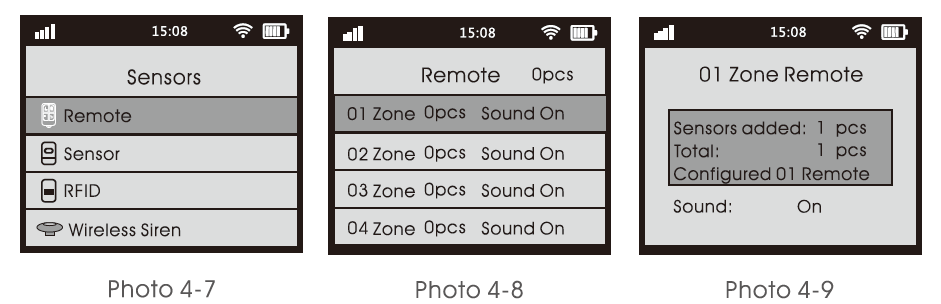 15:08
Sensors
Remote
Sensor
RFID
Wireless Siren
Photo 4-7
15:08
Remote 0pcs
01 Zone 0pcs Sound On
02 Zone 0pcs Sound On
03 Zone 0pcs Sound On
04 Zone 0pcs Sound On
Photo 4-8
15:08
01 Zone Remote
Sensors added: 1 pcs
Total: 1 pcs
Configured 01 Remote
Sound: On
Photo 4-9